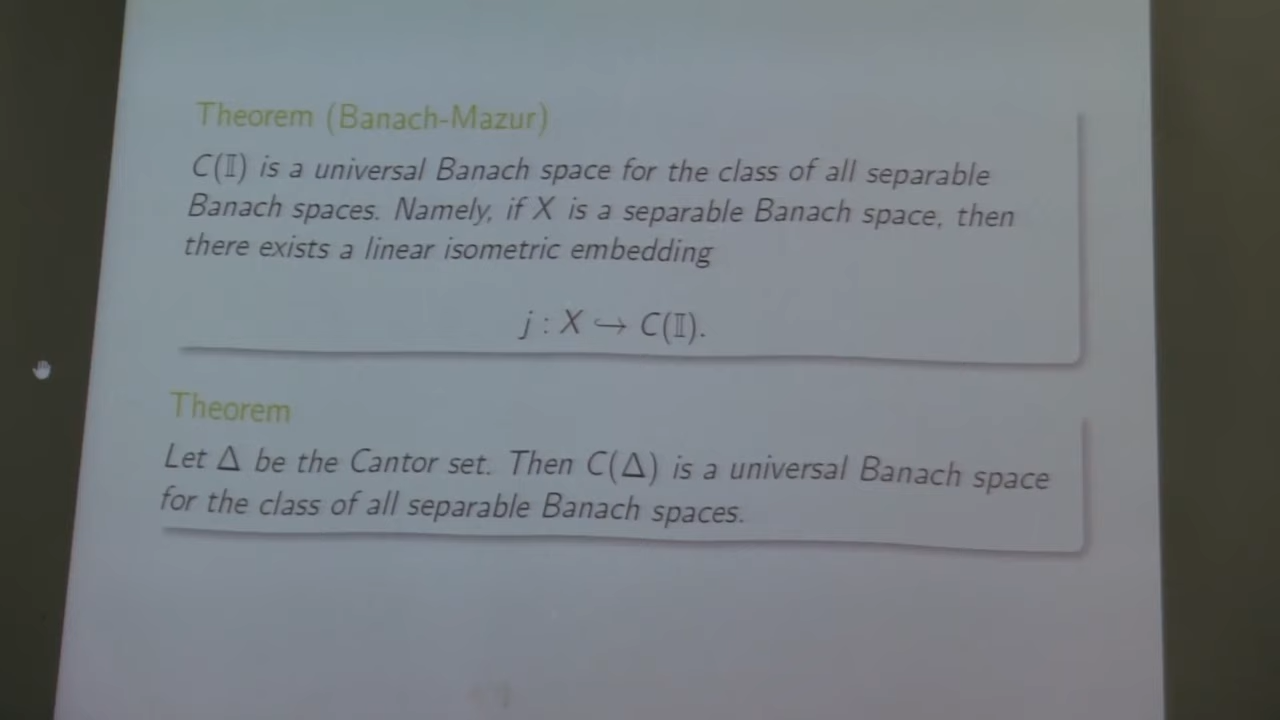 Theorem (Banach-Mazur)
C(𝕀) is a universal Banach space for the class of all separable
Banach spaces. Namely, if X is a separable Banach space, then
there exists a linear isometric embedding
j : X ↪ C(𝕀).
Theorem
Let Δ be the Cantor set. Then C(Δ) is a universal Banach space
for the class of all separable Banach spaces.